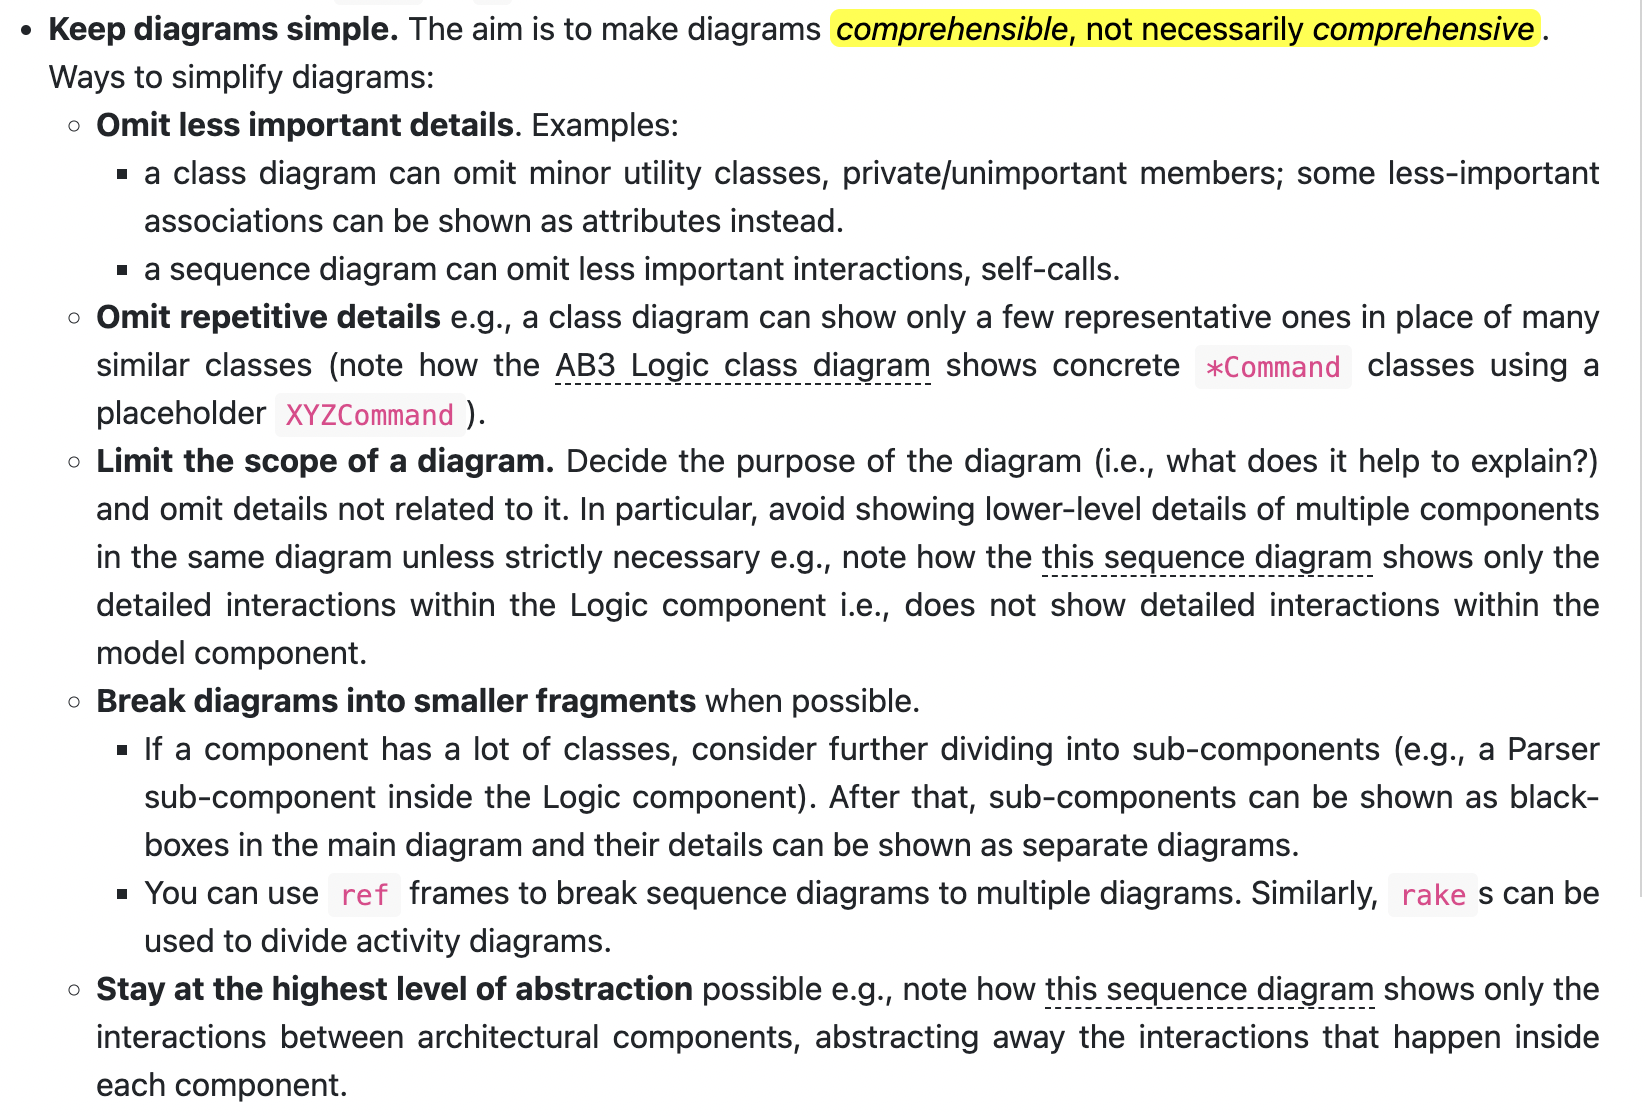 • Keep diagrams simple. The aim is to make diagrams comprehensible, not necessarily comprehensive.
Ways to simplify diagrams:
◦ Omit less important details. Examples:
▪ a class diagram can omit minor utility classes, private/unimportant members; some less-important
associations can be shown as attributes instead.
▪ a sequence diagram can omit less important interactions, self-calls.
◦ Omit repetitive details e.g., a class diagram can show only a few representative ones in place of many
similar classes (note how the AB3 Logic class diagram shows concrete *Command classes using a
placeholder XYZCommand ).
◦ Limit the scope of a diagram. Decide the purpose of the diagram (i.e., what does it help to explain?)
and omit details not related to it. In particular, avoid showing lower-level details of multiple components
in the same diagram unless strictly necessary e.g., note how the this sequence diagram shows only the
detailed interactions within the Logic component i.e., does not show detailed interactions within the
model component.
◦ Break diagrams into smaller fragments when possible.
▪ If a component has a lot of classes, consider further dividing into sub-components (e.g., a Parser
sub-component inside the Logic component). After that, sub-components can be shown as black-
boxes in the main diagram and their details can be shown as separate diagrams.
▪ You can use ref frames to break sequence diagrams to multiple diagrams. Similarly, rake s can be
used to divide activity diagrams.
◦ Stay at the highest level of abstraction possible e.g., note how this sequence diagram shows only the
interactions between architectural components, abstracting away the interactions that happen inside
each component.